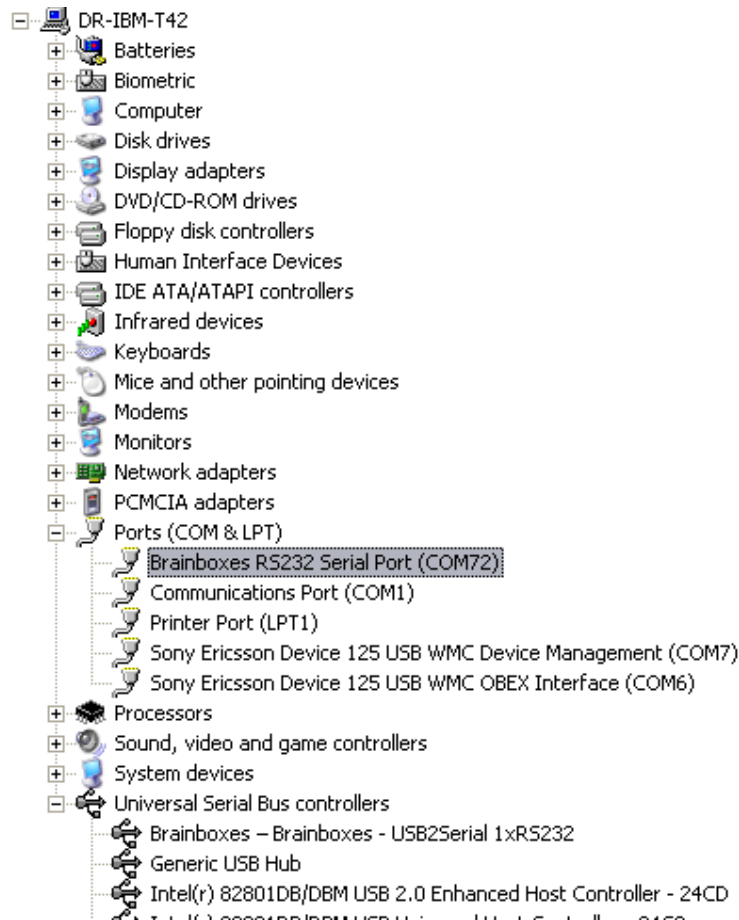 DR-IBM-T42
Batteries
Biometric
Computer
Disk drives
Display adapters
DVD/CD-ROM drives
Floppy disk controllers
Human Interface Devices
IDE ATA/ATAPI controllers
Infrared devices
Keyboards
Mice and other pointing devices
Modems
Monitors
Network adapters
PCMCIA adapters
Ports (COM & LPT)
Brainboxes RS232 Serial Port (COM72)
Communications Port (COM1)
Printer Port (LPT1)
Sony Ericsson Device 125 USB WMC Device Management (COM7)
Sony Ericsson Device 125 USB WMC OBEX Interface (COM6)
Processors
Sound, video and game controllers
System devices
Universal Serial Bus controllers
Brainboxes – Brainboxes - USB2Serial 1xRS232
Generic USB Hub
Intel(r) 82801DB/DBM USB 2.0 Enhanced Host Controller - 24CD